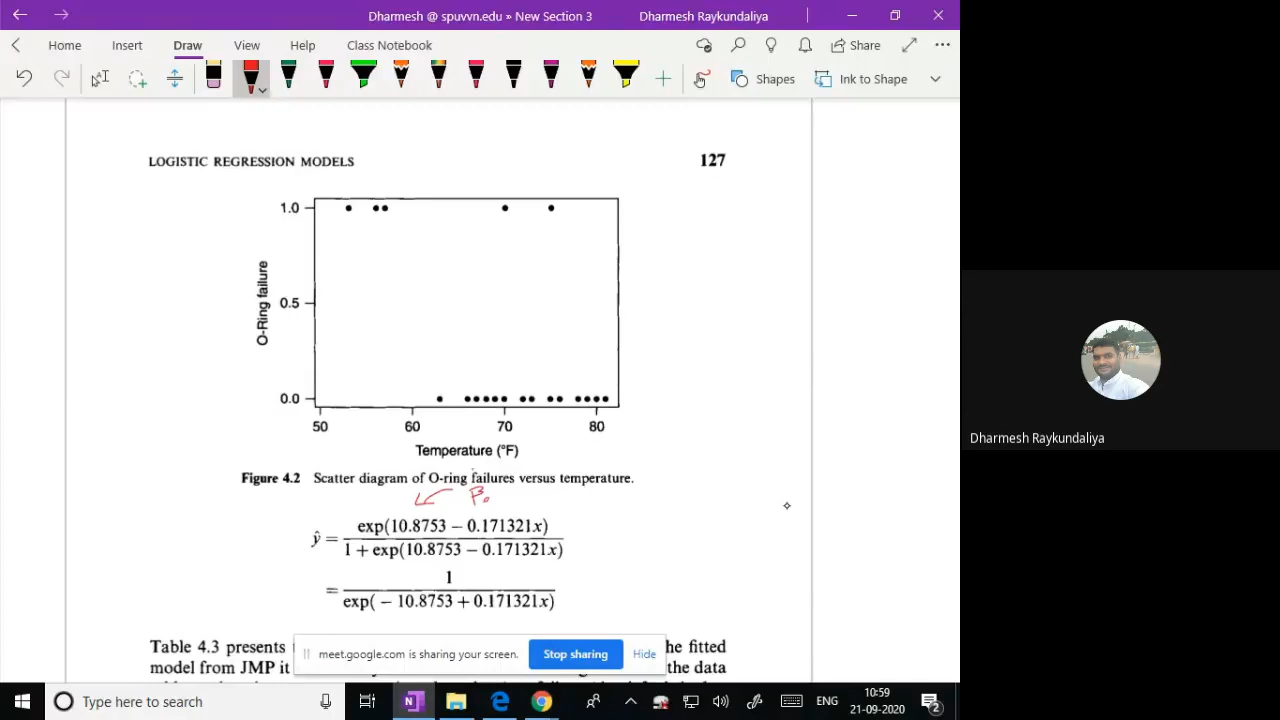 Dharmesh @ spuvvn.edu » New Section 3
Dharmesh Raykundaliya
Home Insert Draw View Help Class Notebook
Share
Shapes
Ink to Shape
LOGISTIC REGRESSION MODELS
127
1.0
0.5
0.0
O-Ring failure
50 60 70 80
Temperature (°F)
Figure 4.2 Scatter diagram of O-ring failures versus temperature.
β₀
ŷ = exp(10.8753 − 0.171321x)
1 + exp(10.8753 − 0.171321x)
= 1
exp( − 10.8753 + 0.171321x)
Table 4.3 presents he fitted
meet.google.com is sharing your screen. Stop sharing Hide
model from JMP it the data
Dharmesh Raykundaliya
Type here to search
ENG
10:59
21-09-2020
2